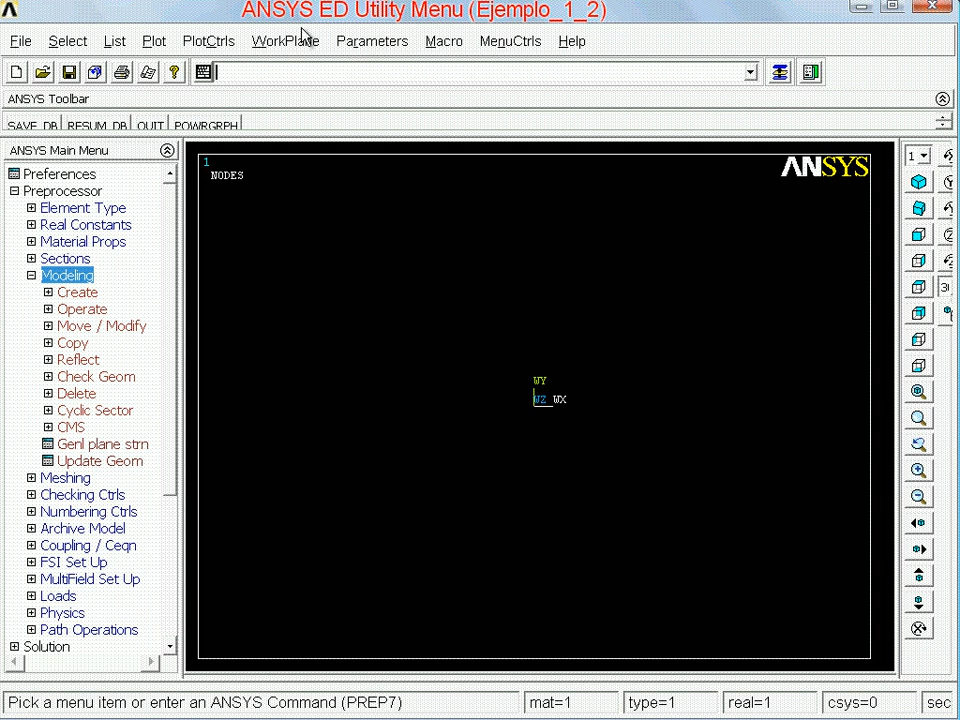 ANSYS ED Utility Menu (Ejemplo_1_2)
File Select List Plot PlotCtrls WorkPlane Parameters Macro MenuCtrls Help
ANSYS Toolbar
SAVE_DB RESUM_DB QUIT POWRGRPH
ANSYS Main Menu
Preferences
Preprocessor
Element Type
Real Constants
Material Props
Sections
Modeling
Create
Operate
Move / Modify
Copy
Reflect
Check Geom
Delete
Cyclic Sector
CMS
Genl plane strn
Update Geom
Meshing
Checking Ctrls
Numbering Ctrls
Archive Model
Coupling / Ceqn
FSI Set Up
MultiField Set Up
Loads
Physics
Path Operations
Solution
1
NODES
ANSYS
WY
WZ WX
1
Pick a menu item or enter an ANSYS Command (PREP7) mat=1 type=1 real=1 csys=0 sec